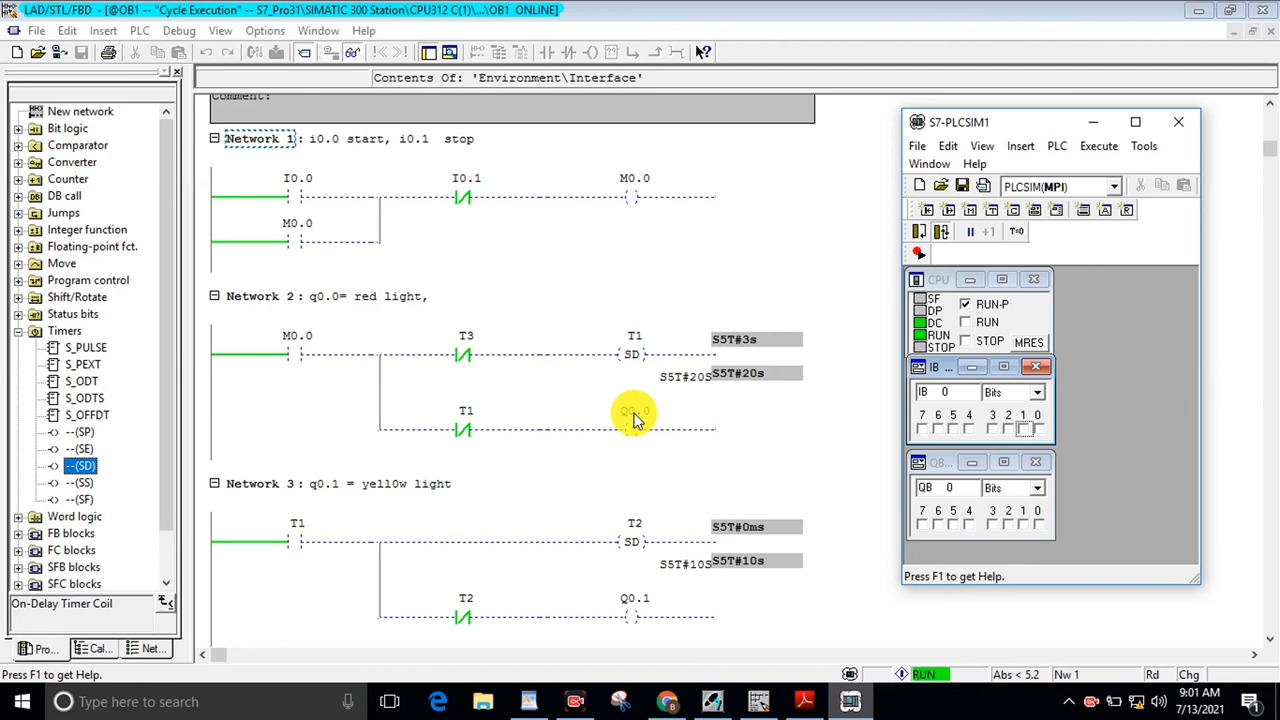 LAD/STL/FBD - [@OB1 -- "Cycle Execution" -- S7_Pro31\SIMATIC 300 Station\CPU312 C(1)\...\OB1 ONLINE]
File Edit Insert PLC Debug View Options Window Help
Contents Of: 'Environment\Interface'
New network
Bit logic
Comparator
Converter
Counter
DB call
Jumps
Integer function
Floating-point fct.
Move
Program control
Shift/Rotate
Status bits
Timers
S_PULSE
S_PEXT
S_ODT
S_ODTS
S_OFFDT
--(SP)
--(SE)
--(SD)
--(SS)
--(SF)
Word logic
FB blocks
FC blocks
SFB blocks
SFC blocks
On-Delay Timer Coil
Pro... Cal... Net...
Comment:
Network 1: i0.0 start, i0.1 stop
I0.0 I0.1 M0.0
M0.0
Network 2: q0.0= red light,
M0.0 T3 T1 S5T#3s
SD
S5T#20S S5T#20s
T1 Q0.0
Network 3: q0.1 = yell0w light
T1 T2 S5T#0ms
SD
S5T#10S S5T#10s
T2 Q0.1
S7-PLCSIM1
File Edit View Insert PLC Execute Tools
Window Help
PLCSIM(MPI)
+1 T=0
CPU
SF
DP RUN-P
DC
RUN RUN
STOP STOP MRES
IB ...
IB 0 Bits
7 6 5 4 3 2 1 0
QB...
QB 0 Bits
7 6 5 4 3 2 1 0
Press F1 to get Help.
Press F1 to get Help. RUN Abs < 5.2 Nw 1 Rd Chg
Type here to search
9:01 AM
7/13/2021